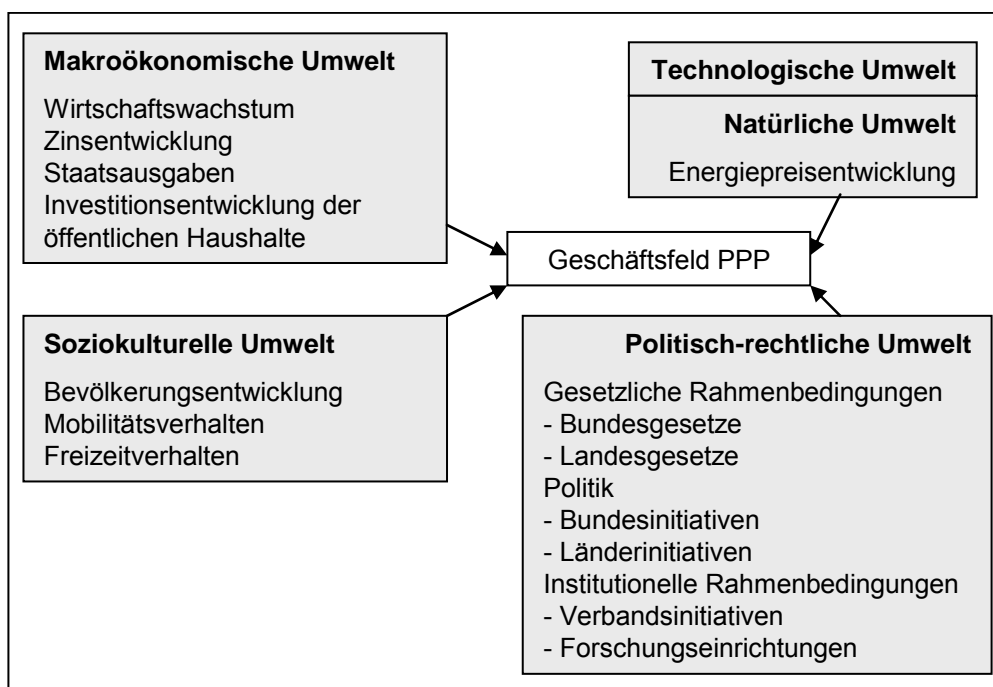 Makroökonomische Umwelt
Wirtschaftswachstum
Zinsentwicklung
Staatsausgaben
Investitionsentwicklung der
öffentlichen Haushalte
Technologische Umwelt
Natürliche Umwelt
Energiepreisentwicklung
Geschäftsfeld PPP
Soziokulturelle Umwelt
Bevölkerungsentwicklung
Mobilitätsverhalten
Freizeitverhalten
Politisch-rechtliche Umwelt
Gesetzliche Rahmenbedingungen
- Bundesgesetze
- Landesgesetze
Politik
- Bundesinitiativen
- Länderinitiativen
Institutionelle Rahmenbedingungen
- Verbandsinitiativen
- Forschungseinrichtungen